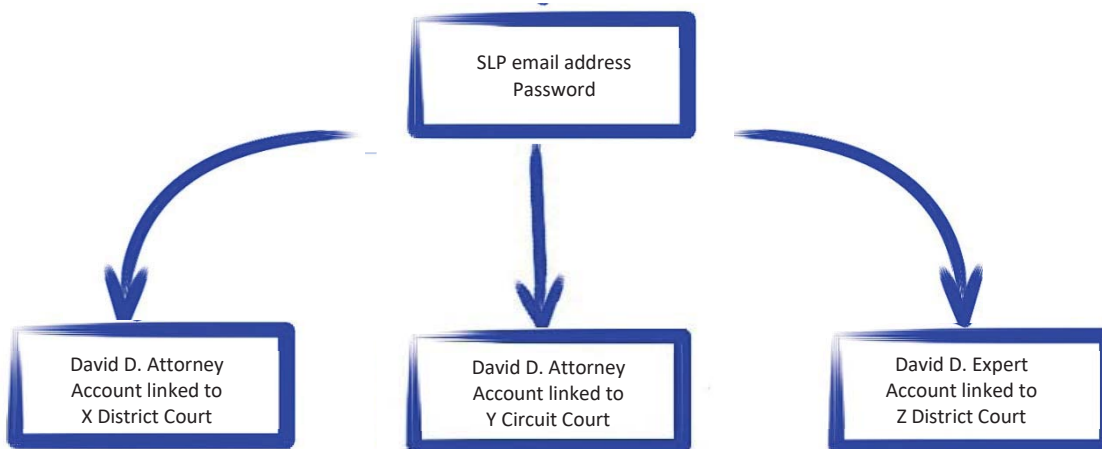 SLP email address
Password
David D. Attorney
Account linked to
X District Court
David D. Attorney
Account linked to
Y Circuit Court
David D. Expert
Account linked to
Z District Court